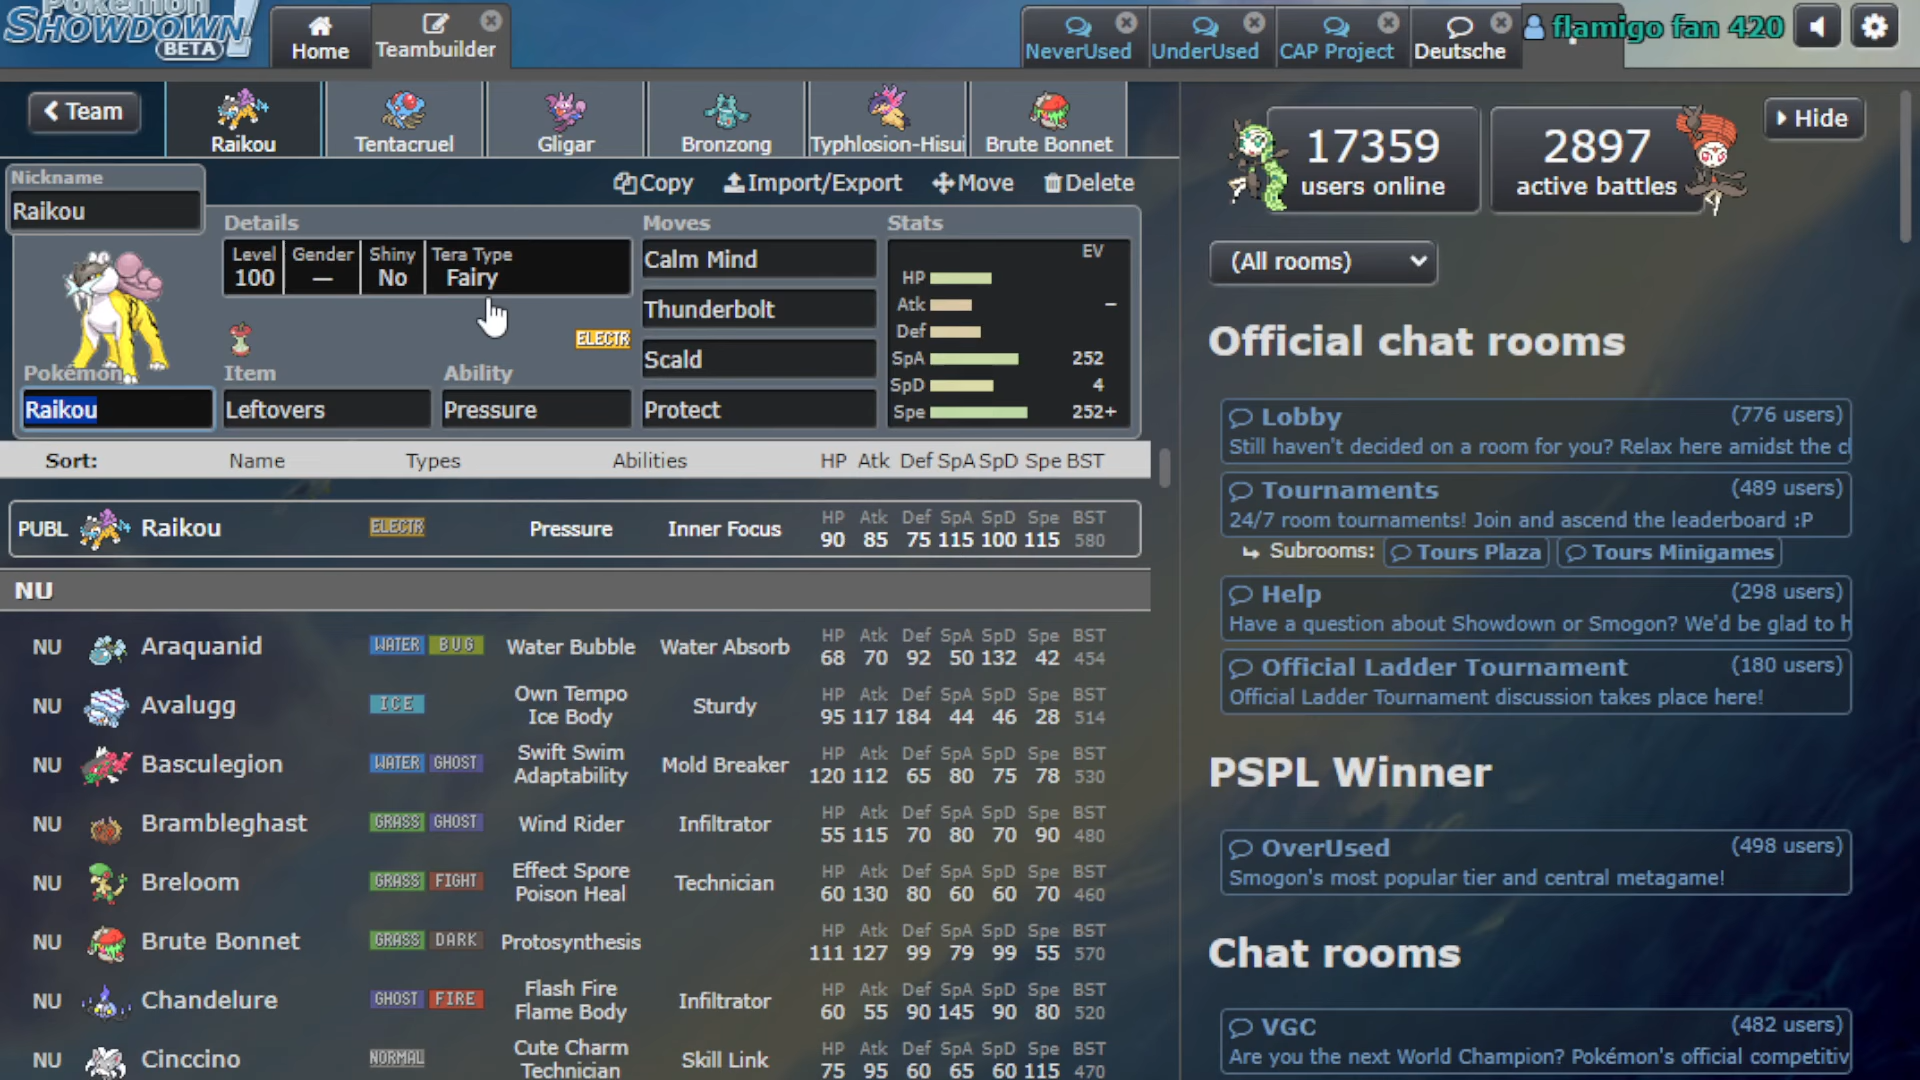 Pokémon
SHOWDOWN!
BETA
Home
Teambuilder
NeverUsed
UnderUsed
CAP Project
Deutsche
flamigo fan 420
Team
Raikou
Tentacruel
Gligar
Bronzong
Typhlosion-Hisui
Brute Bonnet
Hide
17359
users online
2897
active battles
Copy
Import/Export
Move
Delete
Nickname
Raikou
Details
Level
100
Gender
—
Shiny
No
Tera Type
Fairy
ELECTR
Pokémon
Raikou
Item
Leftovers
Ability
Pressure
Moves
Calm Mind
Thunderbolt
Scald
Protect
Stats
EV
HP
Atk –
Def
SpA 252
SpD 4
Spe 252+
(All rooms)
Sort: Name Types Abilities HP Atk Def SpA SpD Spe BST
PUBL Raikou ELECTR Pressure Inner Focus
HP Atk Def SpA SpD Spe BST
90 85 75 115 100 115 580
NU
NU Araquanid WATER BUG Water Bubble Water Absorb
HP Atk Def SpA SpD Spe BST
68 70 92 50 132 42 454
NU Avalugg ICE
Own Tempo
Ice Body
Sturdy
HP Atk Def SpA SpD Spe BST
95 117 184 44 46 28 514
NU Basculegion WATER GHOST
Swift Swim
Adaptability
Mold Breaker
HP Atk Def SpA SpD Spe BST
120 112 65 80 75 78 530
NU Brambleghast GRASS GHOST Wind Rider Infiltrator
HP Atk Def SpA SpD Spe BST
55 115 70 80 70 90 480
NU Breloom GRASS FIGHT
Effect Spore
Poison Heal
Technician
HP Atk Def SpA SpD Spe BST
60 130 80 60 60 70 460
NU Brute Bonnet GRASS DARK Protosynthesis
HP Atk Def SpA SpD Spe BST
111 127 99 79 99 55 570
NU Chandelure GHOST FIRE
Flash Fire
Flame Body
Infiltrator
HP Atk Def SpA SpD Spe BST
60 55 90 145 90 80 520
NU Cinccino NORMAL
Cute Charm
Technician
Skill Link
HP Atk Def SpA SpD Spe BST
75 95 60 65 60 115 470
Official chat rooms
Lobby (776 users)
Still haven't decided on a room for you? Relax here amidst the c
Tournaments (489 users)
24/7 room tournaments! Join and ascend the leaderboard :P
Subrooms: Tours Plaza Tours Minigames
Help (298 users)
Have a question about Showdown or Smogon? We'd be glad to h
Official Ladder Tournament (180 users)
Official Ladder Tournament discussion takes place here!
PSPL Winner
OverUsed (498 users)
Smogon's most popular tier and central metagame!
Chat rooms
VGC (482 users)
Are you the next World Champion? Pokémon's official competitiv